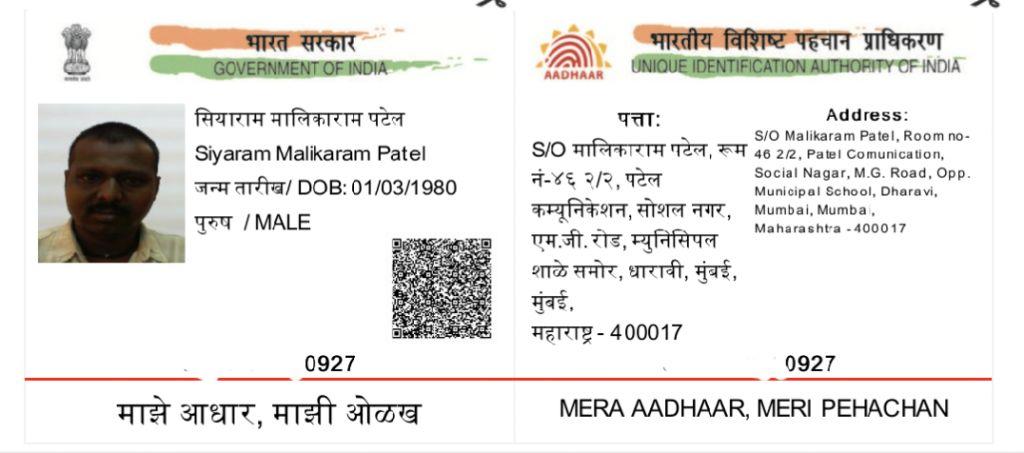 भारत सरकार
GOVERNMENT OF INDIA
सियाराम मालिकाराम पटेल
Siyaram Malikaram Patel
जन्म तारीख/ DOB: 01/03/1980
पुरुष / MALE
0927
माझे आधार, माझी ओळख
AADHAAR
भारतीय विशिष्ट पहचान प्राधिकरण
UNIQUE IDENTIFICATION AUTHORITY OF INDIA
पत्ता:
S/O मालिकाराम पटेल, रूम
नं-४६ २/२, पटेल
कम्यूनिकेशन, सोशल नगर,
एम.जी. रोड, म्युनिसिपल
शाळे समोर, धारावी, मुंबई,
मुंबई,
महाराष्ट्र - 400017
Address:
S/O Malikaram Patel, Room no-
46 2/2, Patel Comunication,
Social Nagar, M.G. Road, Opp.
Municipal School, Dharavi,
Mumbai, Mumbai,
Maharashtra - 400017
0927
MERA AADHAAR, MERI PEHACHAN